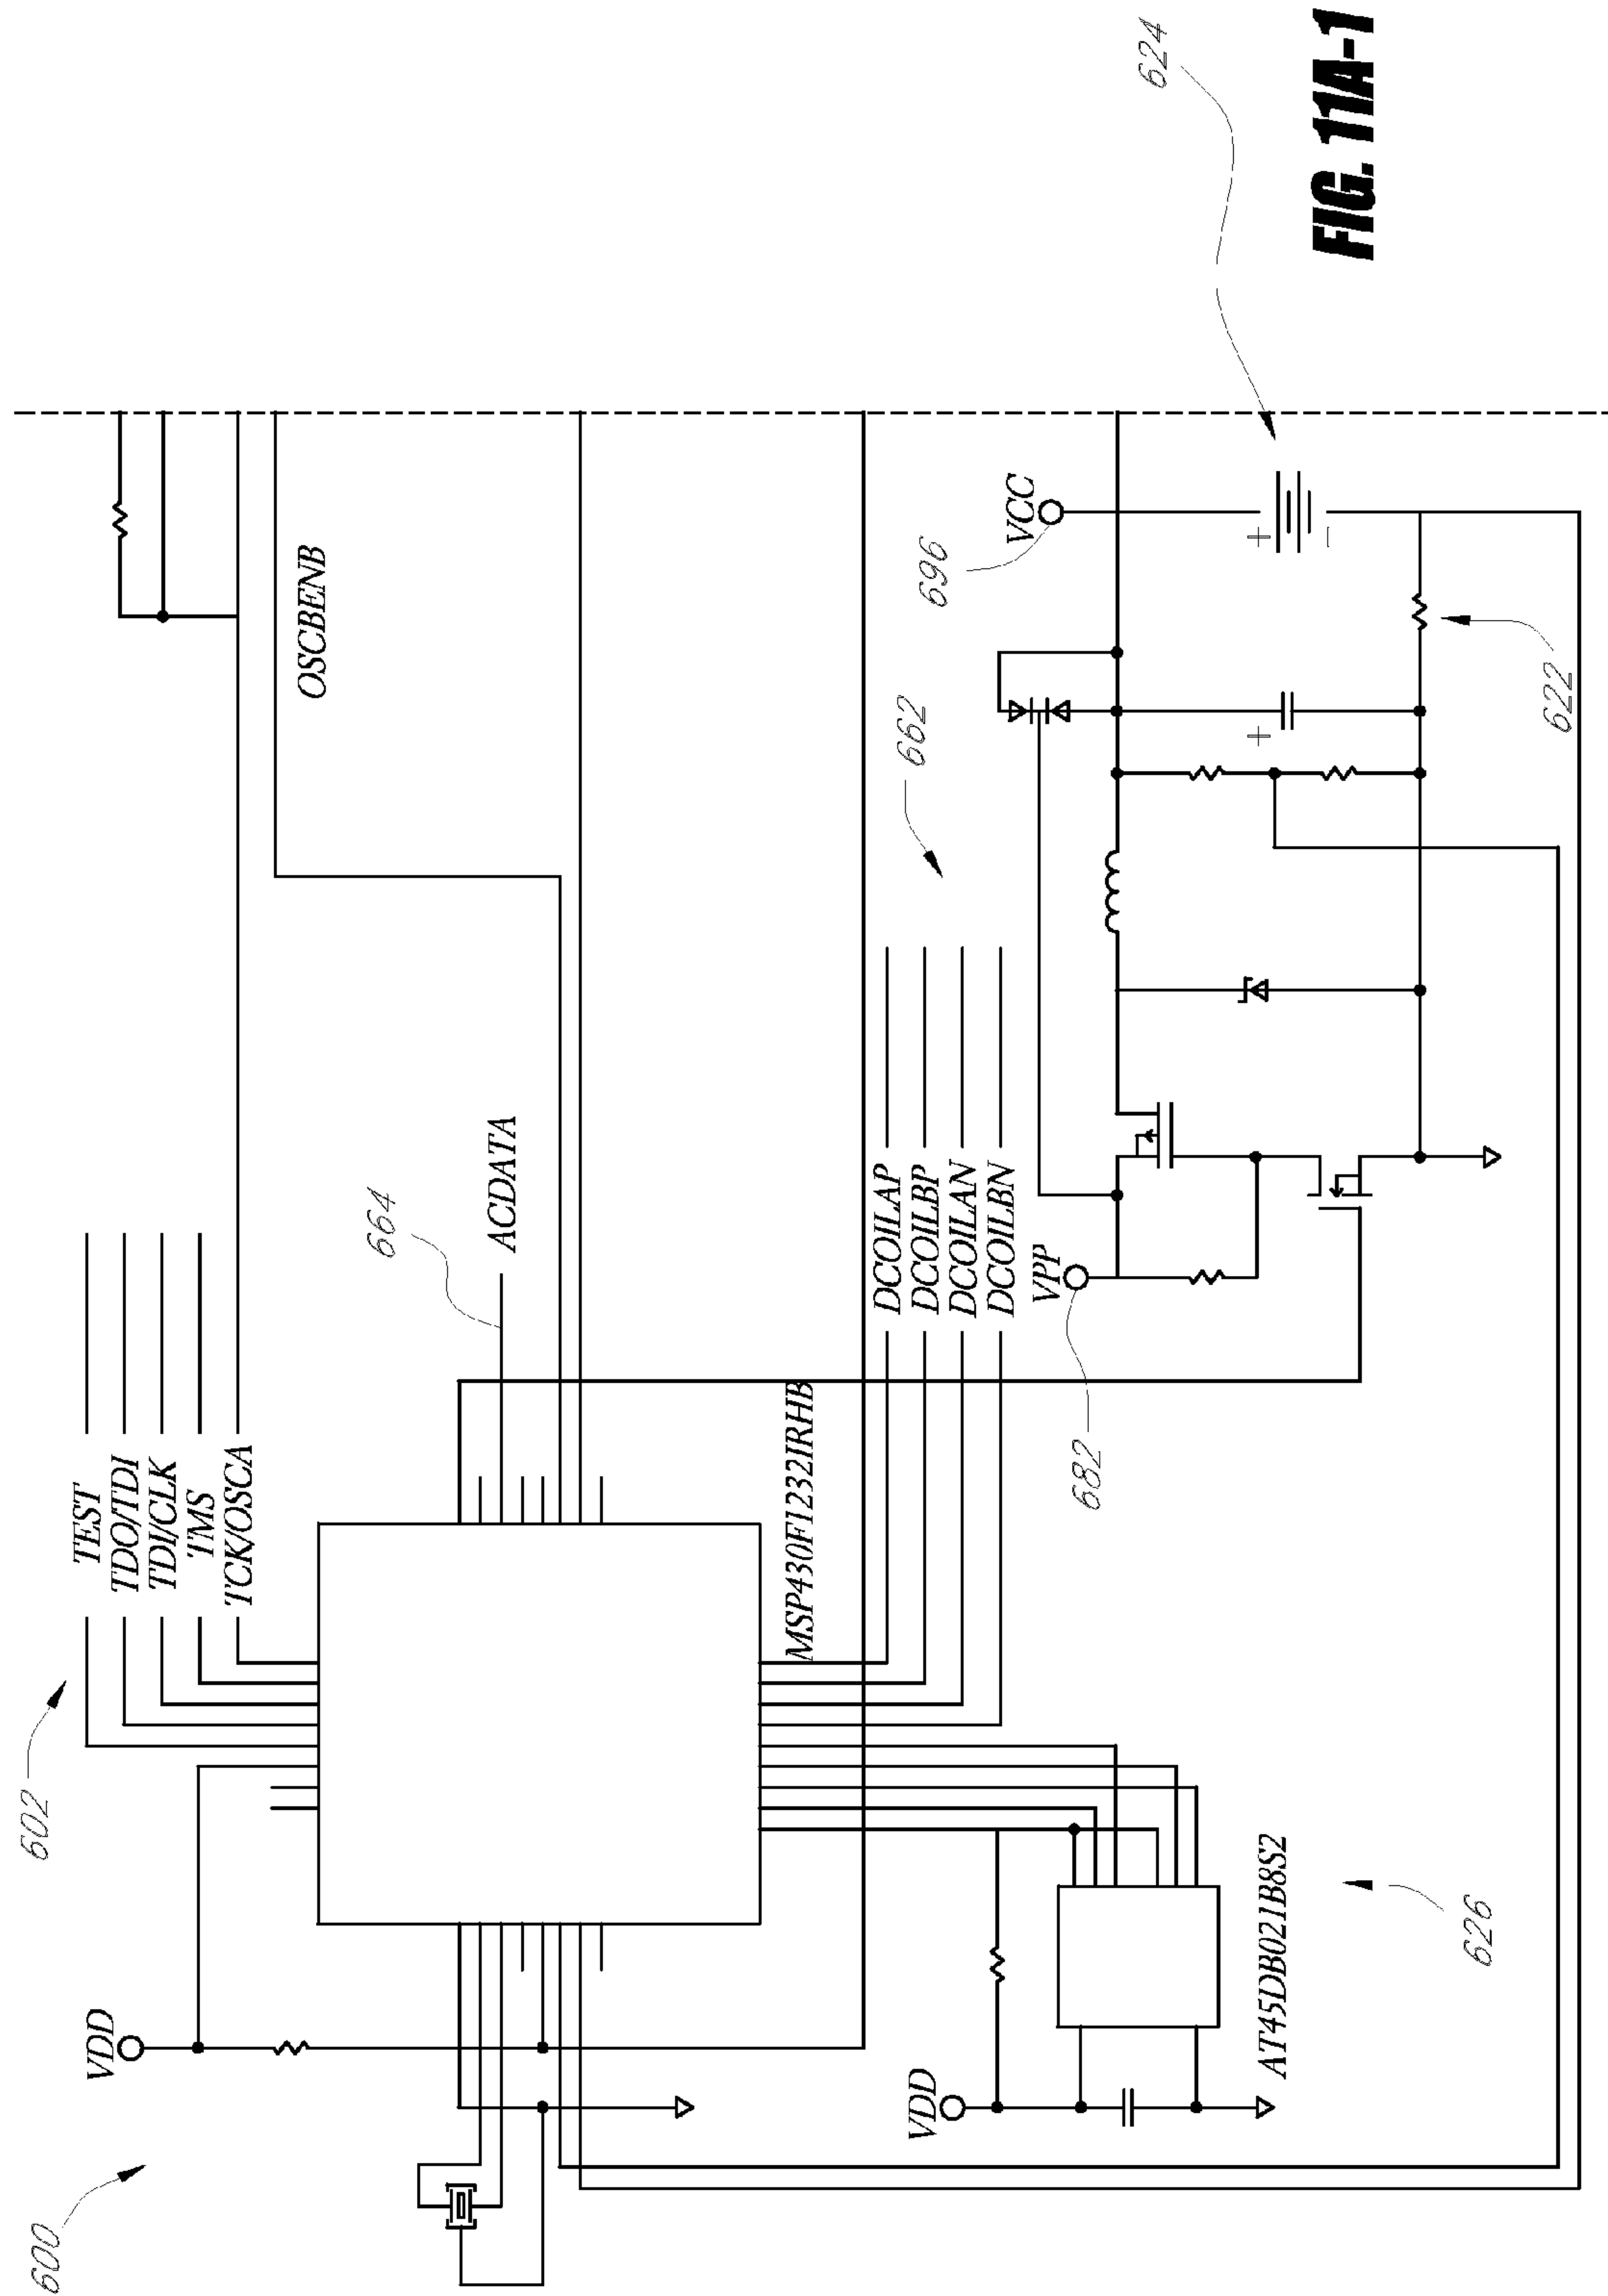 600
602
VDD
TEST
TDO/TDI
TDI/CLK
TMS
TCK/OSCA
OSCBENB
664
ACDATA
MSP430F1232IRHB
DCOILAP
DCOILBP
DCOILAN
DCOILBN
662
VDD
AT45DB021B8S2
626
VPP
682
696
VCC
+
+
-
622
624
FIG. 11A-1